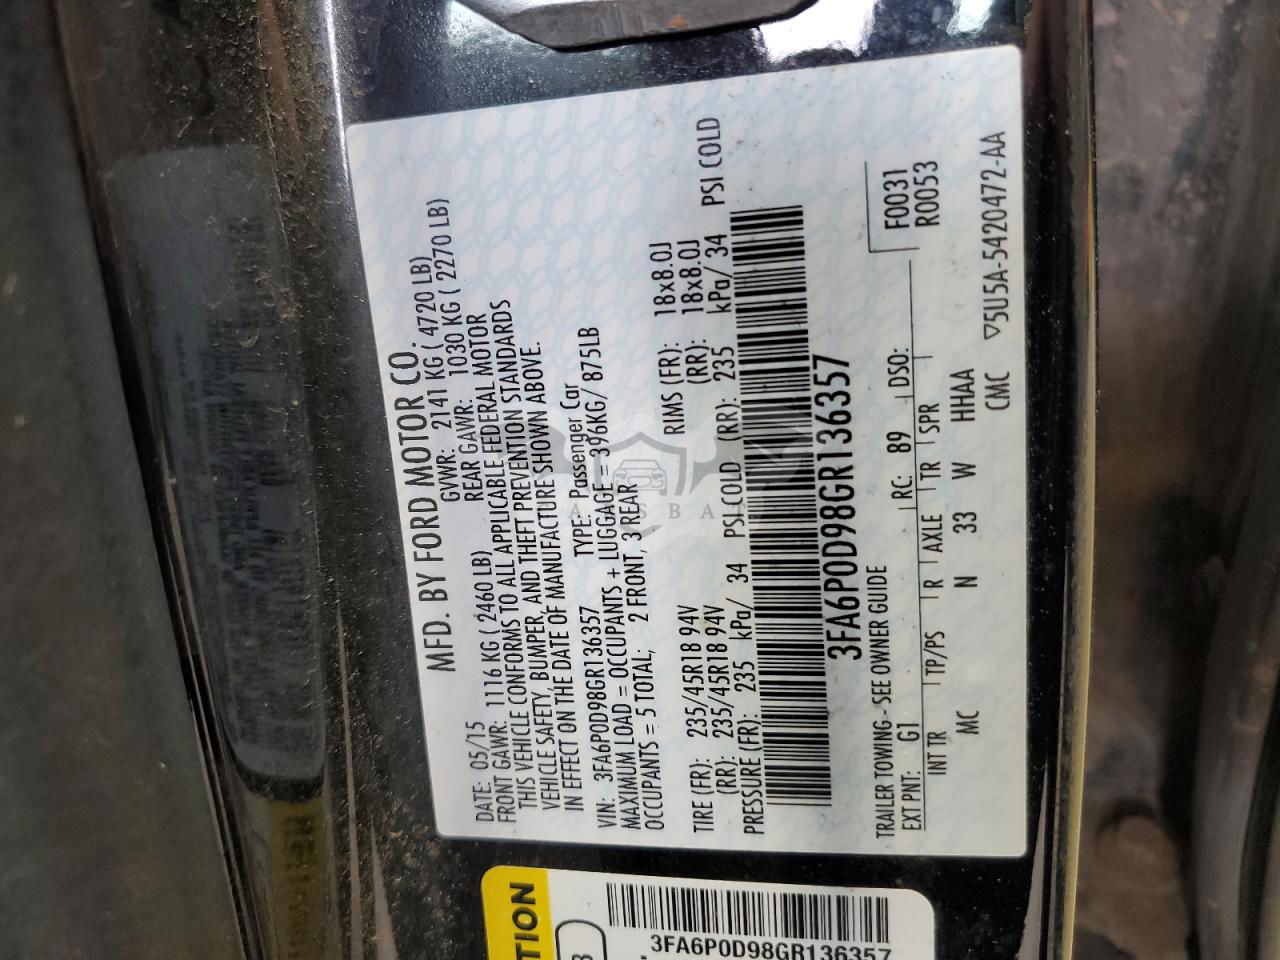 MFD. BY FORD MOTOR CO.
DATE: 05/15 GVWR: 2141 KG ( 4720 LB)
FRONT GAWR: 1116 KG ( 2460 LB) REAR GAWR: 1030 KG ( 2270 LB)
THIS VEHICLE CONFORMS TO ALL APPLICABLE FEDERAL MOTOR
VEHICLE SAFETY, BUMPER, AND THEFT PREVENTION STANDARDS
IN EFFECT ON THE DATE OF MANUFACTURE SHOWN ABOVE.
VIN: 3FA6P0D98GR136357 TYPE: Passenger Car
MAXIMUM LOAD = OCCUPANTS + LUGGAGE = 396KG/ 875LB
OCCUPANTS = 5 TOTAL; 2 FRONT, 3 REAR
TIRE (FR): 235/45R18 94V RIMS (FR): 18x8.0J
(RR): 235/45R18 94V (RR): 18x8.0J
PRESSURE (FR): 235 kPa/ 34 PSI COLD (RR): 235 kPa/ 34 PSI COLD
3FA6P0D98GR136357
TRAILER TOWING- SEE OWNER GUIDE F0031
EXT PNT: G1 RC: 89 DSO: R0053
INT TR TP/PS R AXLE TR SPR
MC N 33 W HHAA
CMC ▽5U5A-5420472-AA
3FA6P0D98GR136357